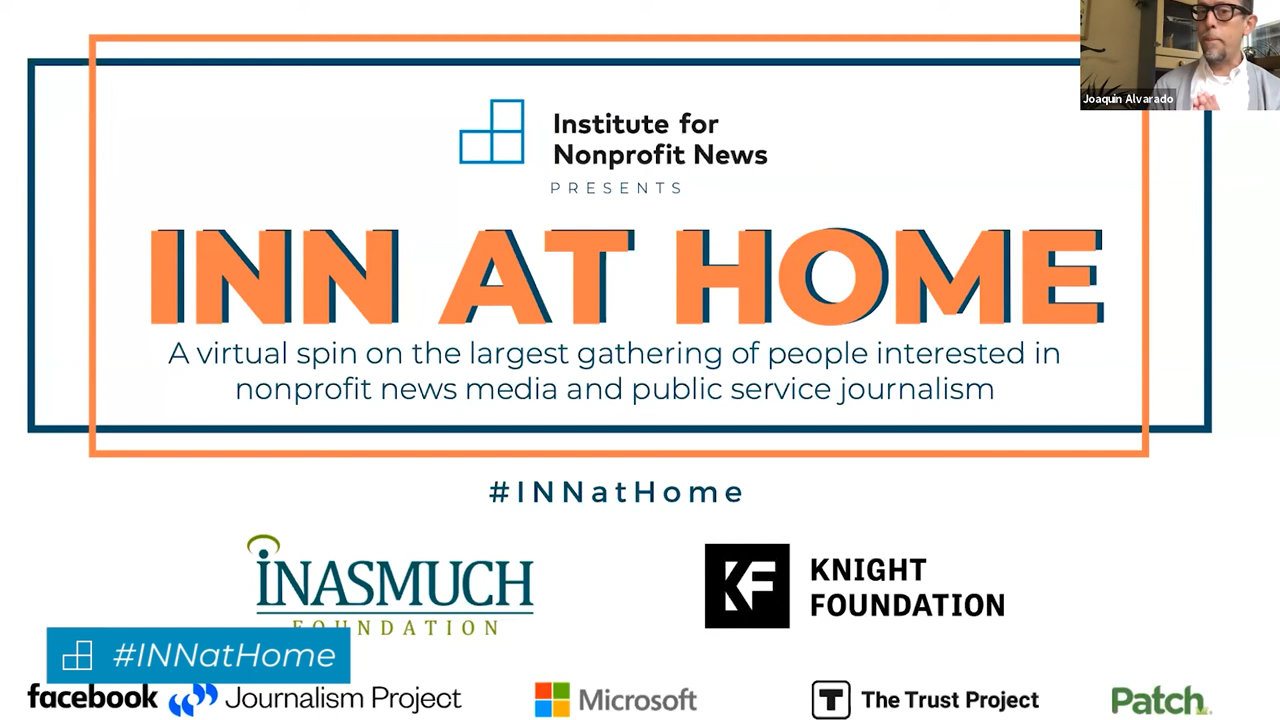 Joaquin Alvarado
Institute for
Nonprofit News
PRESENTS
INN AT HOME
A virtual spin on the largest gathering of people interested in
nonprofit news media and public service journalism
#INNatHome
INASMUCH
FOUNDATION
KF
KNIGHT
FOUNDATION
#INNatHome
facebook Journalism Project
Microsoft
T The Trust Project
Patch